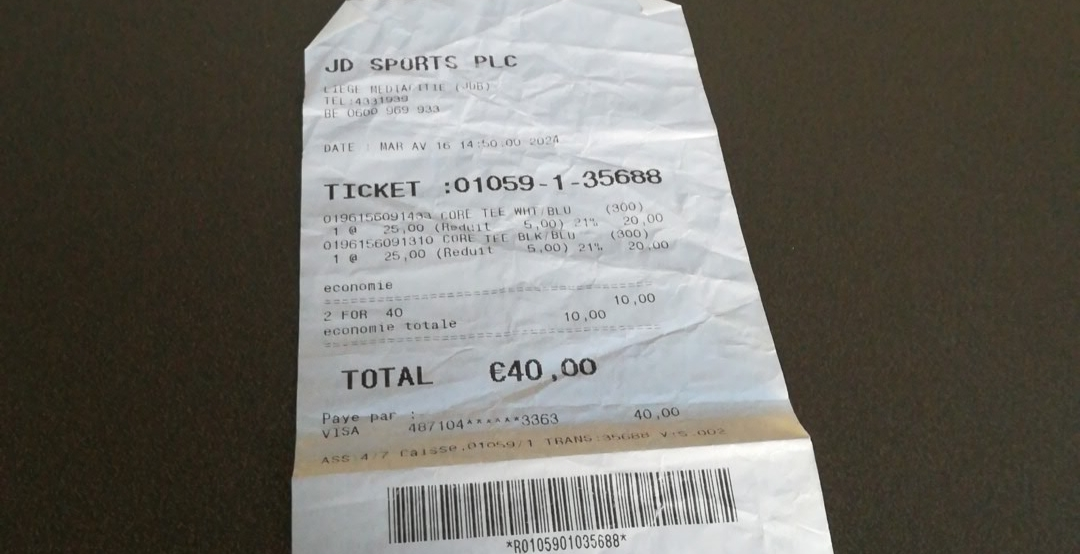 JD SPORTS PLC
LIEGE MEDIACITIE (JDB)
TEL:4331939
BE 0600 969 933
DATE : MAR AV 16 14:50:00 2024
TICKET :01059-1-35688
CORE TEE WHT/BLU (300)
1 @ 25,00 (Reduit 5,00) 21% 20,00
0196156091310 CORE TEE BLK/BLU (300)
1 @ 25,00 (Reduit 5,00) 21% 20,00
economie
====================
10,00
2 FOR 40 10,00
economie totale
====================
TOTAL €40,00
Paye par :
VISA 487104******3363 40,00
ASS:4/7 Caisse,01059/1 TRANS:35688 V:5.002
*R0105901035688*